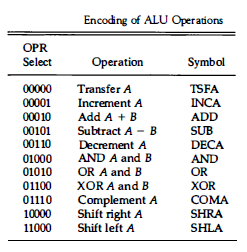 Encoding of ALU Operations
OPR
Select Operation Symbol
00000 Transfer A TSFA
00001 Increment A INCA
00010 Add A + B ADD
00101 Subtract A − B SUB
00110 Decrement A DECA
01000 AND A and B AND
01010 OR A and B OR
01100 XOR A and B XOR
01110 Complement A COMA
10000 Shift right A SHRA
11000 Shift left A SHLA